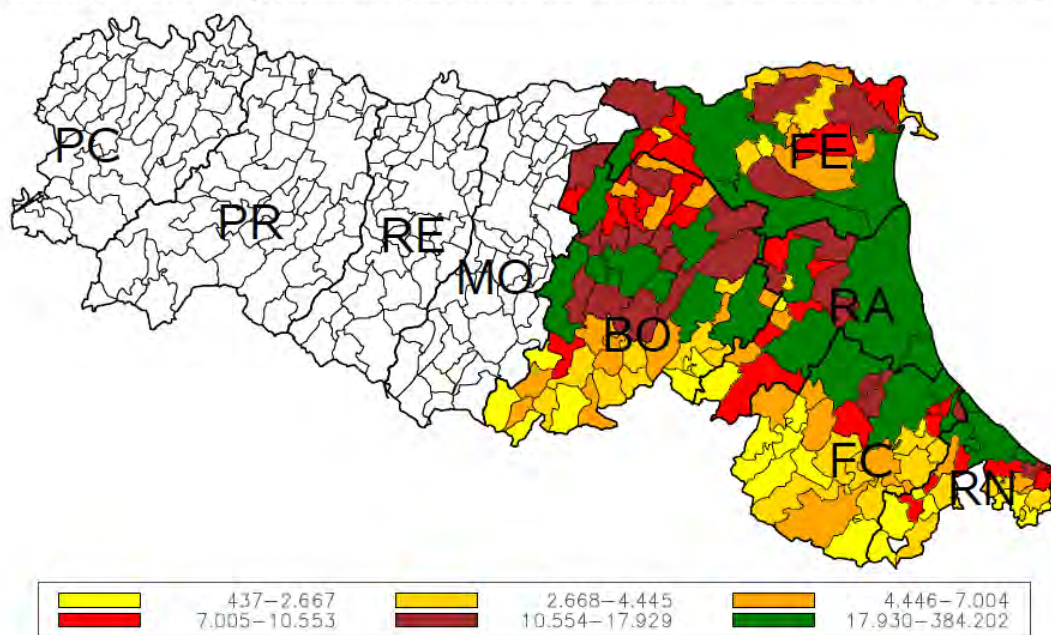 PC
PR
RE
MO
BO
FE
RA
FC
RN
437-2.667 2.668-4.445 4.446-7.004
7.005-10.553 10.554-17.929 17.930-384.202